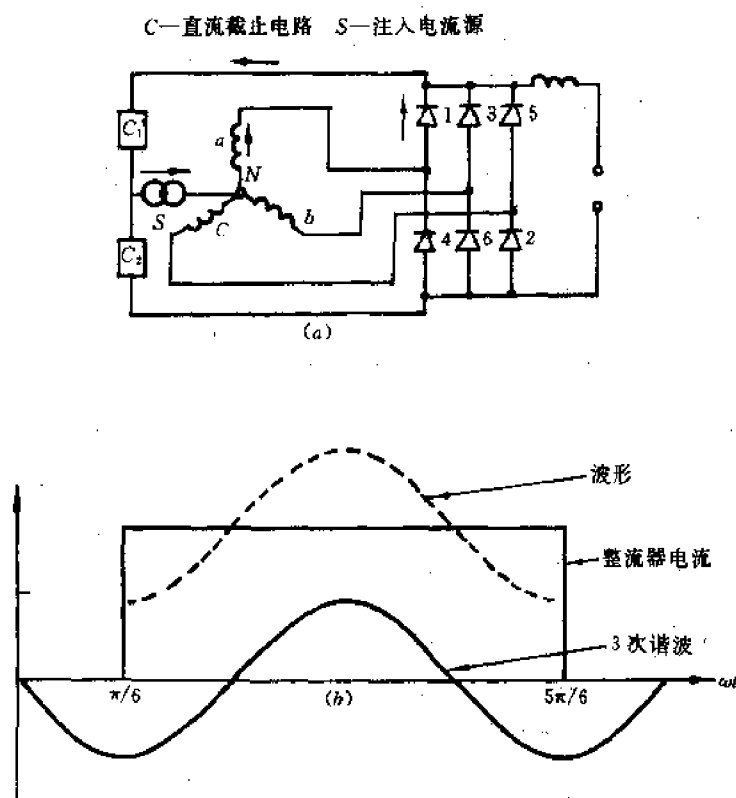 C—直流截止电路 S—注入电流源
C₁
1 3 5
a
N
S
C
b
4 6 2
C₂
(a)
波形
整流器电流
3 次谐波
π/6
(b)
5π/6
ωt